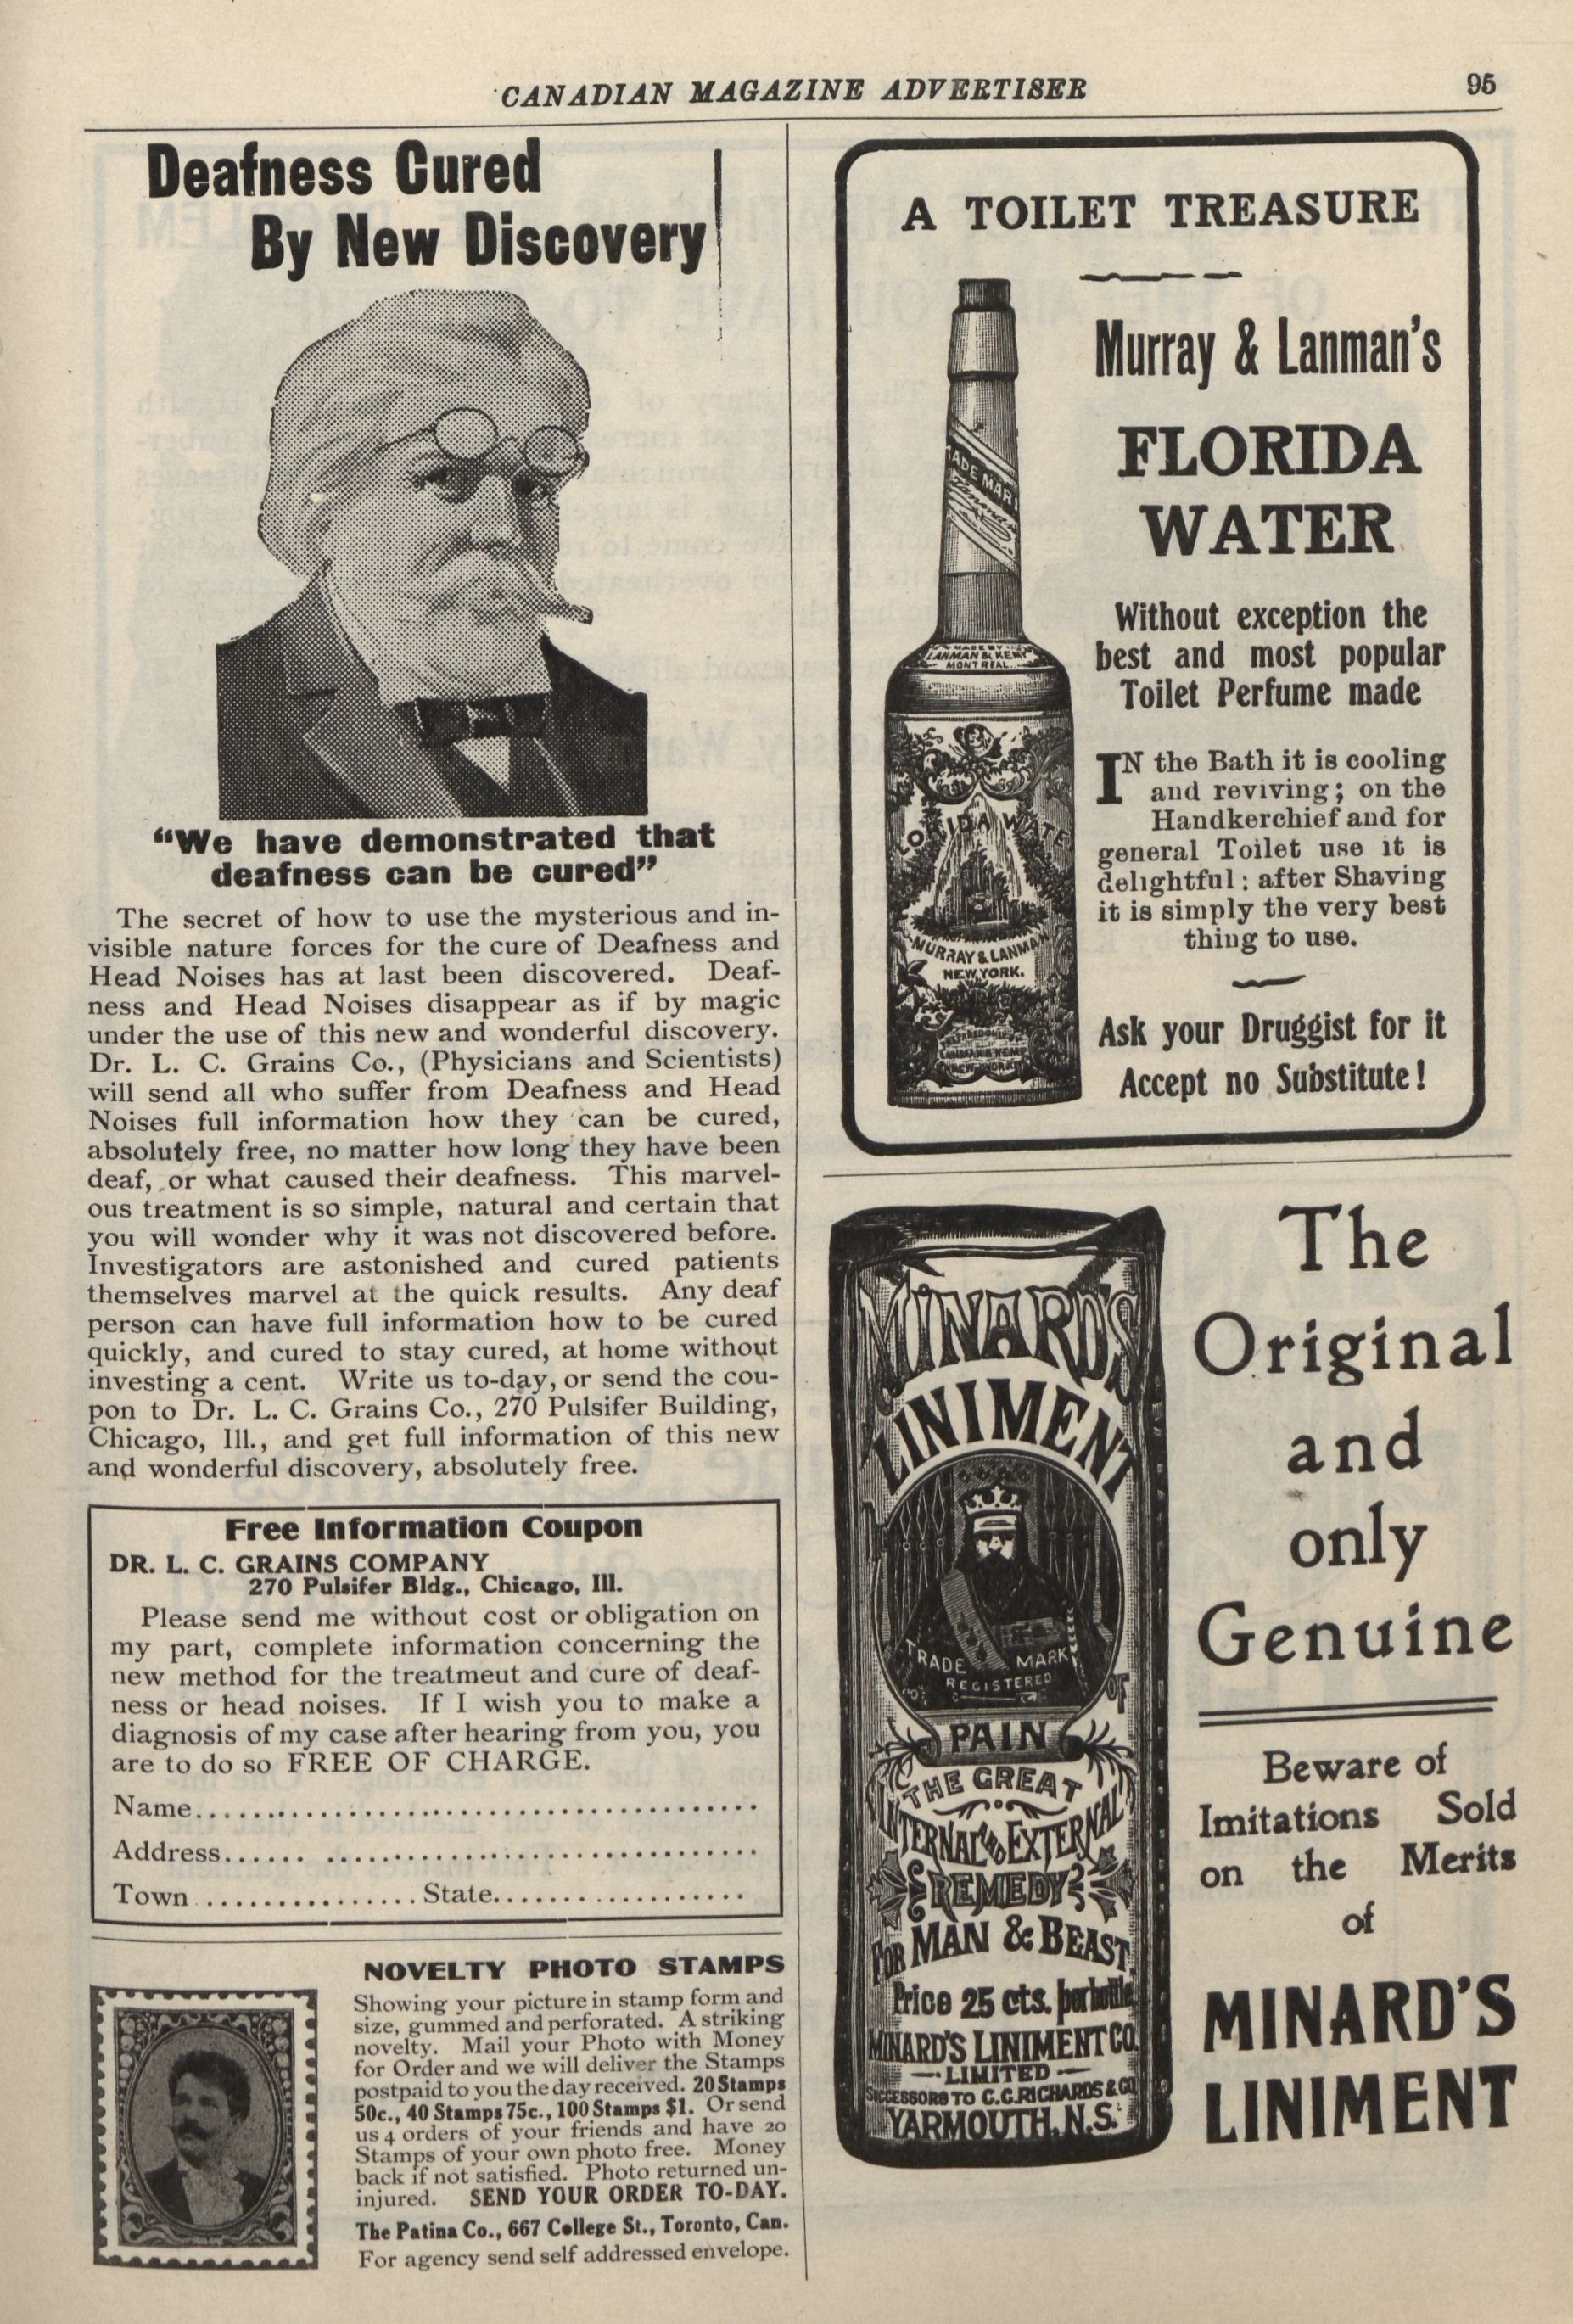 CANADIAN MAGAZINE ADVERTISER
95
Deafness Cured
By New Discovery
"We have demonstrated that
deafness can be cured"
The secret of how to use the mysterious and in-
visible nature forces for the cure of Deafness and
Head Noises has at last been discovered. Deaf-
ness and Head Noises disappear as if by magic
under the use of this new and wonderful discovery.
Dr. L. C. Grains Co., (Physicians and Scientists)
will send all who suffer from Deafness and Head
Noises full information how they can be cured,
absolutely free, no matter how long they have been
deaf, or what caused their deafness. This marvel-
ous treatment is so simple, natural and certain that
you will wonder why it was not discovered before.
Investigators are astonished and cured patients
themselves marvel at the quick results. Any deaf
person can have full information how to be cured
quickly, and cured to stay cured, at home without
investing a cent. Write us to-day, or send the cou-
pon to Dr. L. C. Grains Co., 270 Pulsifer Building,
Chicago, Ill., and get full information of this new
and wonderful discovery, absolutely free.
Free Information Coupon
DR. L. C. GRAINS COMPANY
270 Pulsifer Bldg., Chicago, Ill.
Please send me without cost or obligation on
my part, complete information concerning the
new method for the treatmeut and cure of deaf-
ness or head noises. If I wish you to make a
diagnosis of my case after hearing from you, you
are to do so FREE OF CHARGE.
Name..........................................
Address...... ................................
Town ................State...................
NOVELTY PHOTO STAMPS
Showing your picture in stamp form and
size, gummed and perforated. A striking
novelty. Mail your Photo with Money
for Order and we will deliver the Stamps
postpaid to you the day received. 20 Stamps
50c., 40 Stamps 75c., 100 Stamps $1. Or send
us 4 orders of your friends and have 20
Stamps of your own photo free. Money
back if not satisfied. Photo returned un-
injured. SEND YOUR ORDER TO-DAY.
The Patina Co., 667 College St., Toronto, Can.
For agency send self addressed envelope.
A TOILET TREASURE
Murray & Lanman's
FLORIDA
WATER
Without exception the
best and most popular
Toilet Perfume made
IN the Bath it is cooling
and reviving; on the
Handkerchief and for
general Toilet use it is
delightful: after Shaving
it is simply the very best
thing to use.
Ask your Druggist for it
Accept no Substitute!
ADE MAR
MADE BY
LANMAN & KEMP
MONTREAL
LORIDA WATE
MURRAY & LANMAN
NEW YORK.
LANMAN & KEMP
NEW YORK
MINARD'S
LINIMENT
TRADE MARK
REGISTERED
OF
PAIN
THE GREAT
INTERNAL AND EXTERNAL
REMEDY
FOR MAN & BEAST
Price 25 cts. per bottle
MINARD'S LINIMENT CO.
LIMITED
SUCCESSORS TO C.C. RICHARDS & CO
YARMOUTH, N.S.
The
Original
and
only
Genuine
Beware of
Imitations Sold
on the Merits
of
MINARD'S
LINIMENT